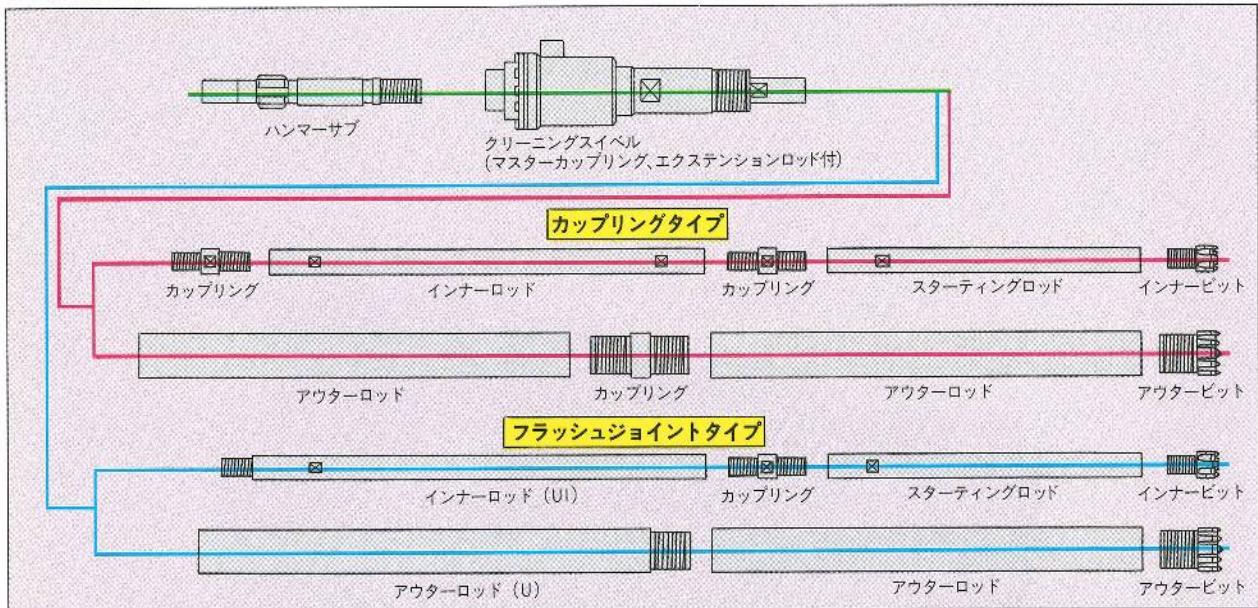 ハンマーサブ
クリーニングスイベル
(マスターカップリング、エクステンションロッド付)
カップリングタイプ
カップリング
インナーロッド
カップリング
スターティングロッド
インナービット
アウターロッド
カップリング
アウターロッド
アウタービット
フラッシュジョイントタイプ
インナーロッド(UI)
カップリング
スターティングロッド
インナービット
アウターロッド(U)
アウターロッド
アウタービット